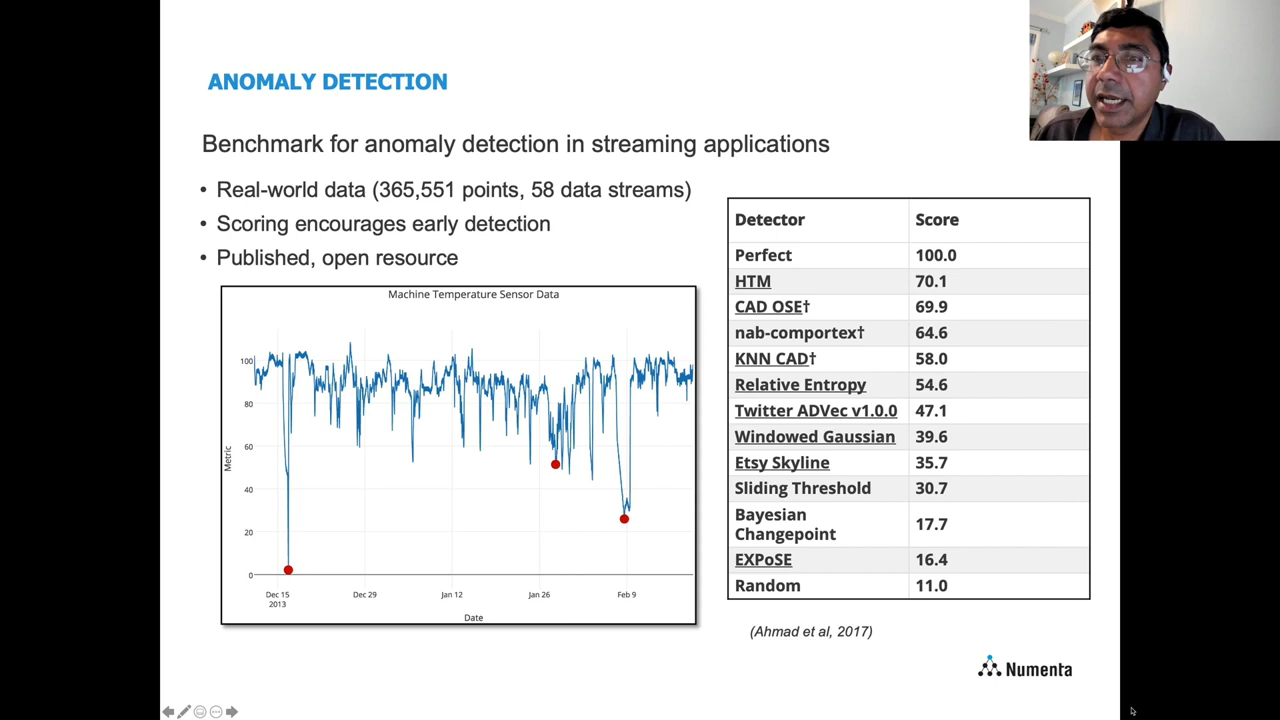 ANOMALY DETECTION
Benchmark for anomaly detection in streaming applications
• Real-world data (365,551 points, 58 data streams)
• Scoring encourages early detection
• Published, open resource
Machine Temperature Sensor Data
Metric
100
80
60
40
20
0
Dec 15
2013
Dec 29
Jan 12
Jan 26
Feb 9
Date
Detector Score
Perfect 100.0
HTM 70.1
CAD OSE† 69.9
nab-comportex† 64.6
KNN CAD† 58.0
Relative Entropy 54.6
Twitter ADVec v1.0.0 47.1
Windowed Gaussian 39.6
Etsy Skyline 35.7
Sliding Threshold 30.7
Bayesian
Changepoint 17.7
EXPoSE 16.4
Random 11.0
(Ahmad et al, 2017)
Numenta